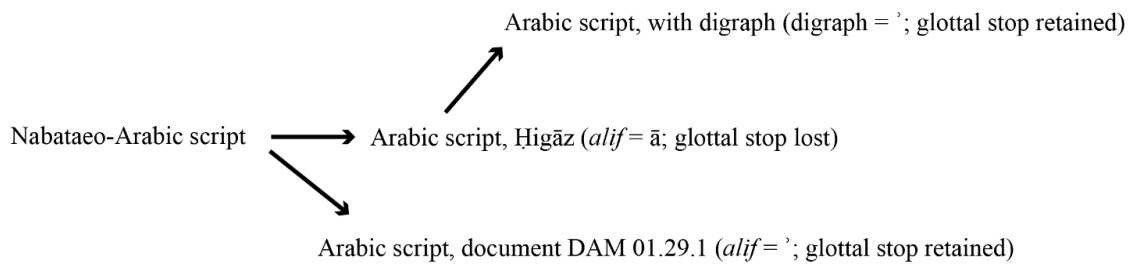 Arabic script, with digraph (digraph = ʾ; glottal stop retained)
Nabataeo-Arabic script
Arabic script, Ḥigāz (alif = ā; glottal stop lost)
Arabic script, document DAM 01.29.1 (alif = ʾ; glottal stop retained)